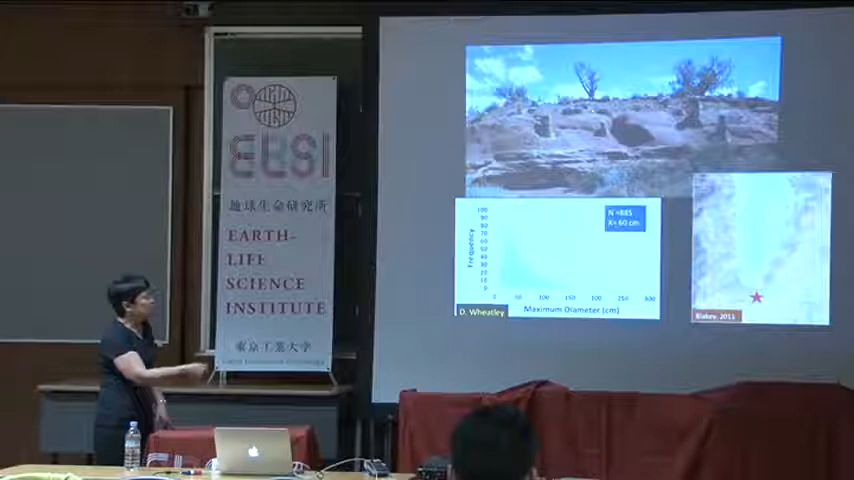 ELSI
地球生命研究所
EARTH-
LIFE
SCIENCE
INSTITUTE
東京工業大学
N =885
X= 60 cm
Frequency
100
90
80
70
60
50
40
30
20
10
0
0 50 100 150 200 250 300
Maximum Diameter (cm)
D. Wheatley
Blakey, 2011